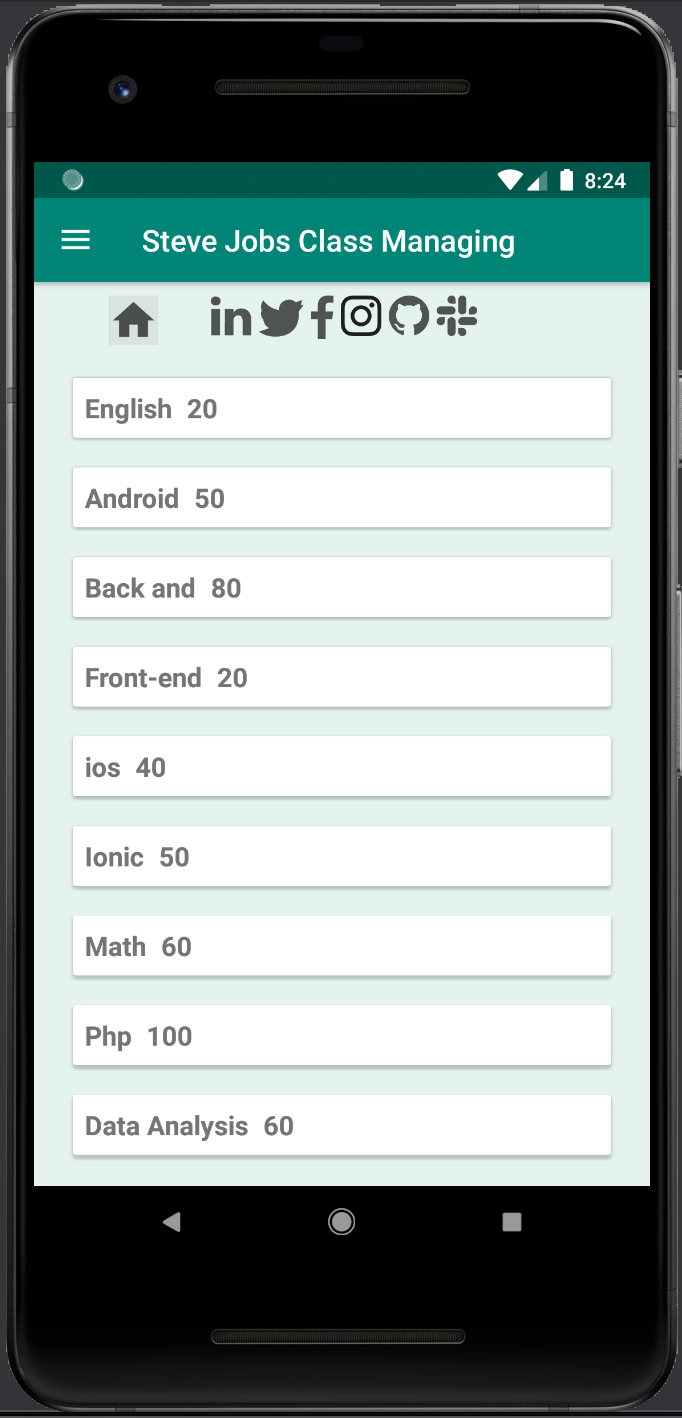 8:24
Steve Jobs Class Managing
English 20
Android 50
Back and 80
Front-end 20
ios 40
Ionic 50
Math 60
Php 100
Data Analysis 60